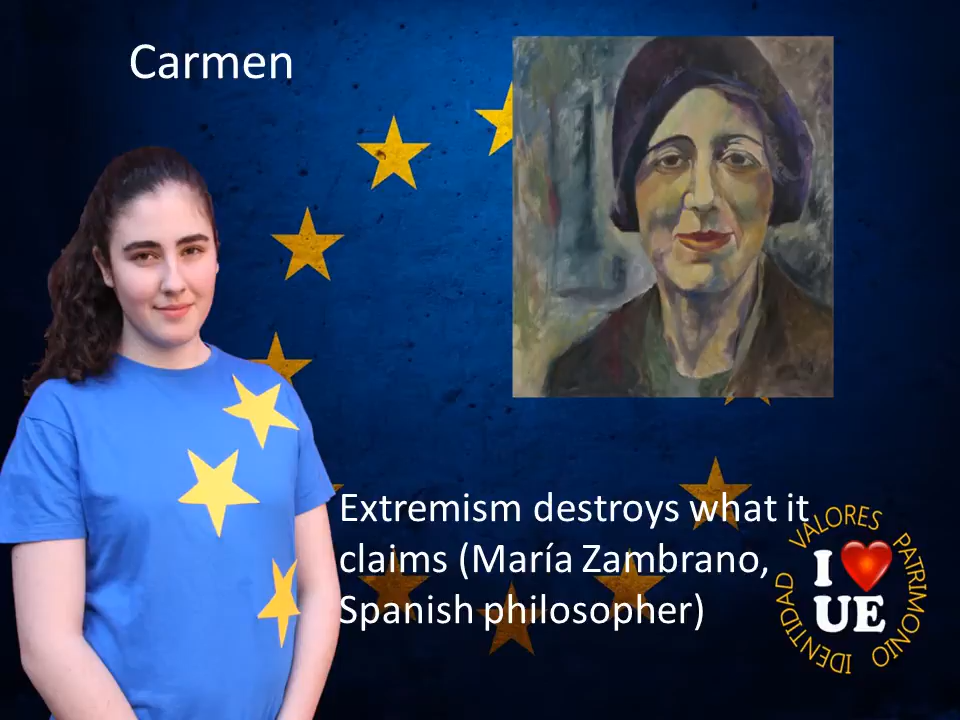 Carmen
Extremism destroys what it
claims (María Zambrano,
Spanish philosopher)
VALORES PATRIMONIO IDENTIDAD
I ❤
UE